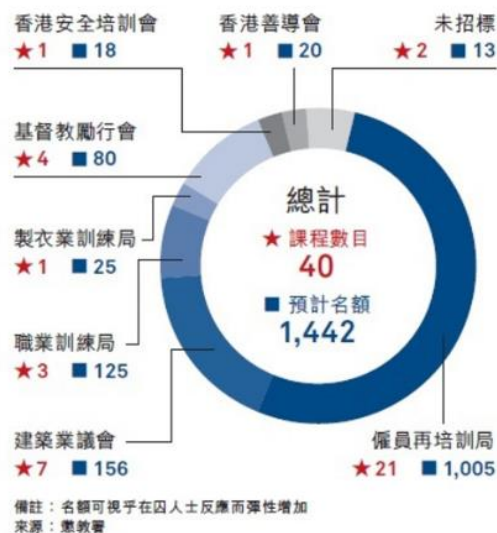 香港安全培訓會
★1 ■18
香港善導會
★1 ■20
未招標
★2 ■13
基督教勵行會
★4 ■80
製衣業訓練局
★1 ■25
職業訓練局
★3 ■125
建築業議會
★7 ■156
僱員再培訓局
★21 ■1,005
總計
★ 課程數目
40
■ 預計名額
1,442
備註：名額可視乎在囚人士反應而彈性增加
來源：懲教署